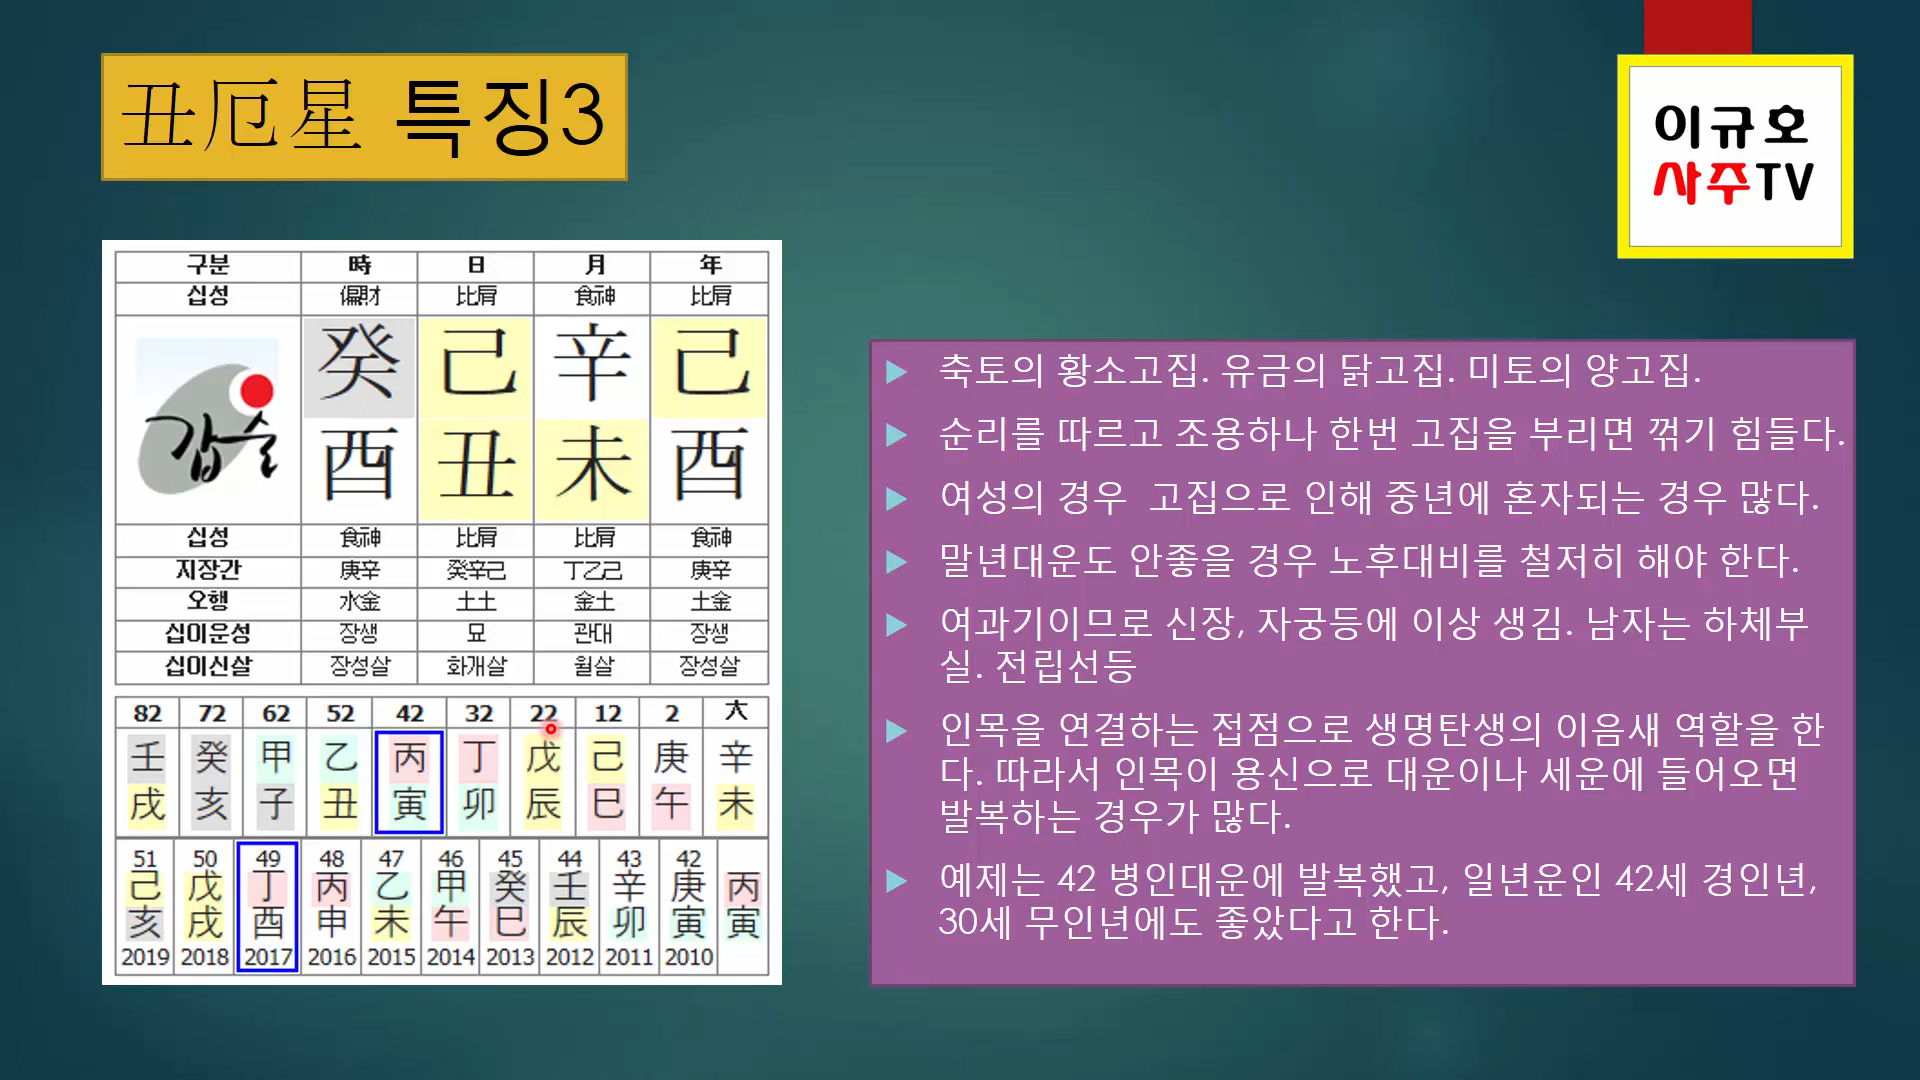 丑厄星 특징3
이규호
사주TV
구분 時 日 月 年
십성 偏財 比肩 食神 比肩
癸 己 辛 己
갑술
酉 丑 未 酉
십성 食神 比肩 比肩 食神
지장간 庚辛 癸辛己 丁乙己 庚辛
오행 水金 土土 金土 土金
십이운성 장생 묘 관대 장생
십이신살 장성살 화개살 월살 장성살
82 72 62 52 42 32 22 12 2 大
壬 癸 甲 乙 丙 丁 戊 己 庚 辛
戌 亥 子 丑 寅 卯 辰 巳 午 未
51 50 49 48 47 46 45 44 43 42
己 戊 丁 丙 乙 甲 癸 壬 辛 庚 丙
亥 戌 酉 申 未 午 巳 辰 卯 寅 寅
2019 2018 2017 2016 2015 2014 2013 2012 2011 2010
축토의 황소고집. 유금의 닭고집. 미토의 양고집.
순리를 따르고 조용하나 한번 고집을 부리면 꺾기 힘들다.
여성의 경우 고집으로 인해 중년에 혼자되는 경우 많다.
말년대운도 안좋을 경우 노후대비를 철저히 해야 한다.
여과기이므로 신장, 자궁등에 이상 생김. 남자는 하체부
실. 전립선등
인목을 연결하는 접점으로 생명탄생의 이음새 역할을 한
다. 따라서 인목이 용신으로 대운이나 세운에 들어오면
발복하는 경우가 많다.
예제는 42 병인대운에 발복했고, 일년운인 42세 경인년,
30세 무인년에도 좋았다고 한다.